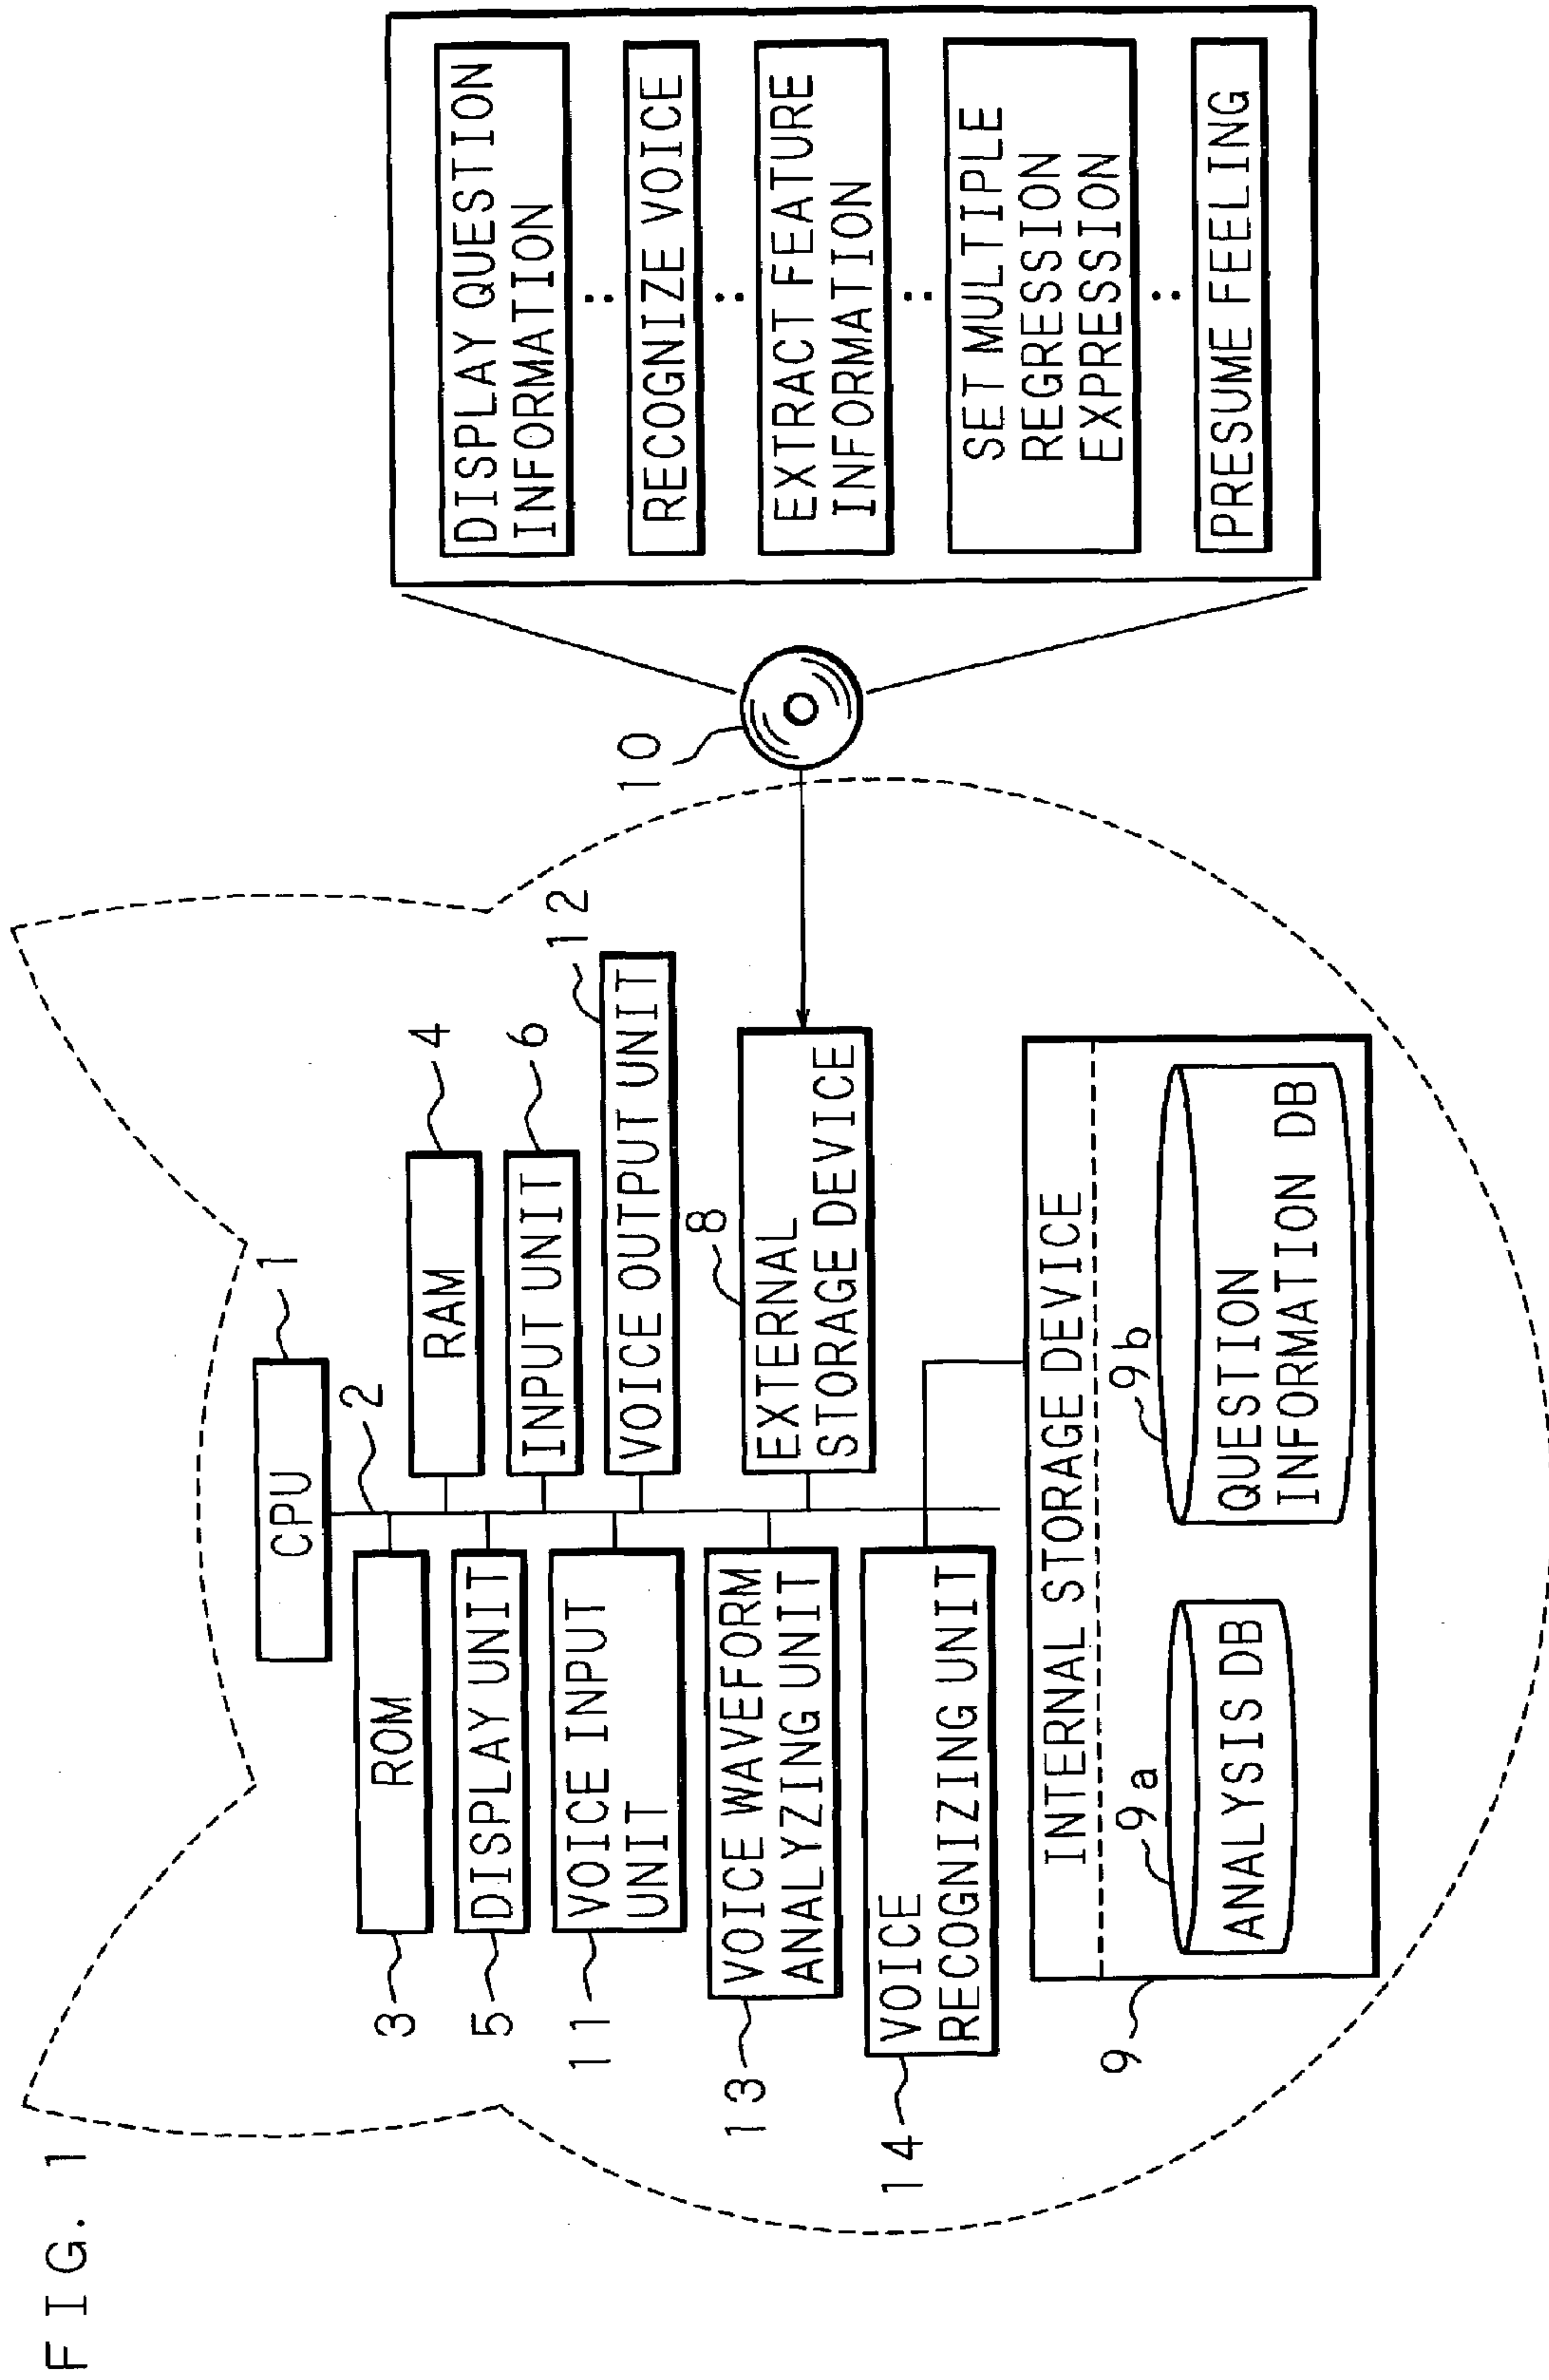 FIG. 1
CPU
1
2
ROM
3
RAM
4
DISPLAY UNIT
5
INPUT UNIT
6
VOICE INPUT
UNIT
11
VOICE OUTPUT UNIT
12
VOICE WAVEFORM
ANALYZING UNIT
13
EXTERNAL
STORAGE DEVICE
8
VOICE
RECOGNIZING UNIT
14
INTERNAL STORAGE DEVICE
9
9a
ANALYSIS DB
9b
QUESTION
INFORMATION DB
10
DISPLAY QUESTION
INFORMATION
:
RECOGNIZE VOICE
:
EXTRACT FEATURE
INFORMATION
:
SET MULTIPLE
REGRESSION
EXPRESSION
:
PRESUME FEELING